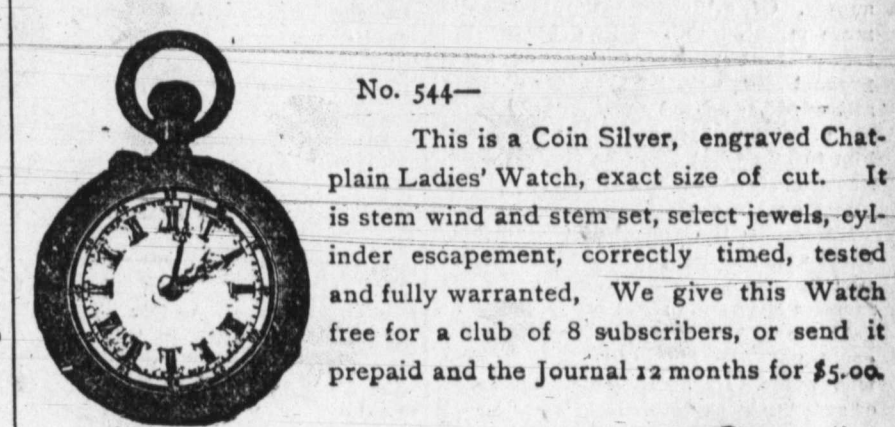 No. 544—
This is a Coin Silver, engraved Chat-
plain Ladies' Watch, exact size of cut. It
is stem wind and stem set, select jewels, cyl-
inder escapement, correctly timed, tested
and fully warranted, We give this Watch
free for a club of 8 subscribers, or send it
prepaid and the Journal 12 months for $5.00.